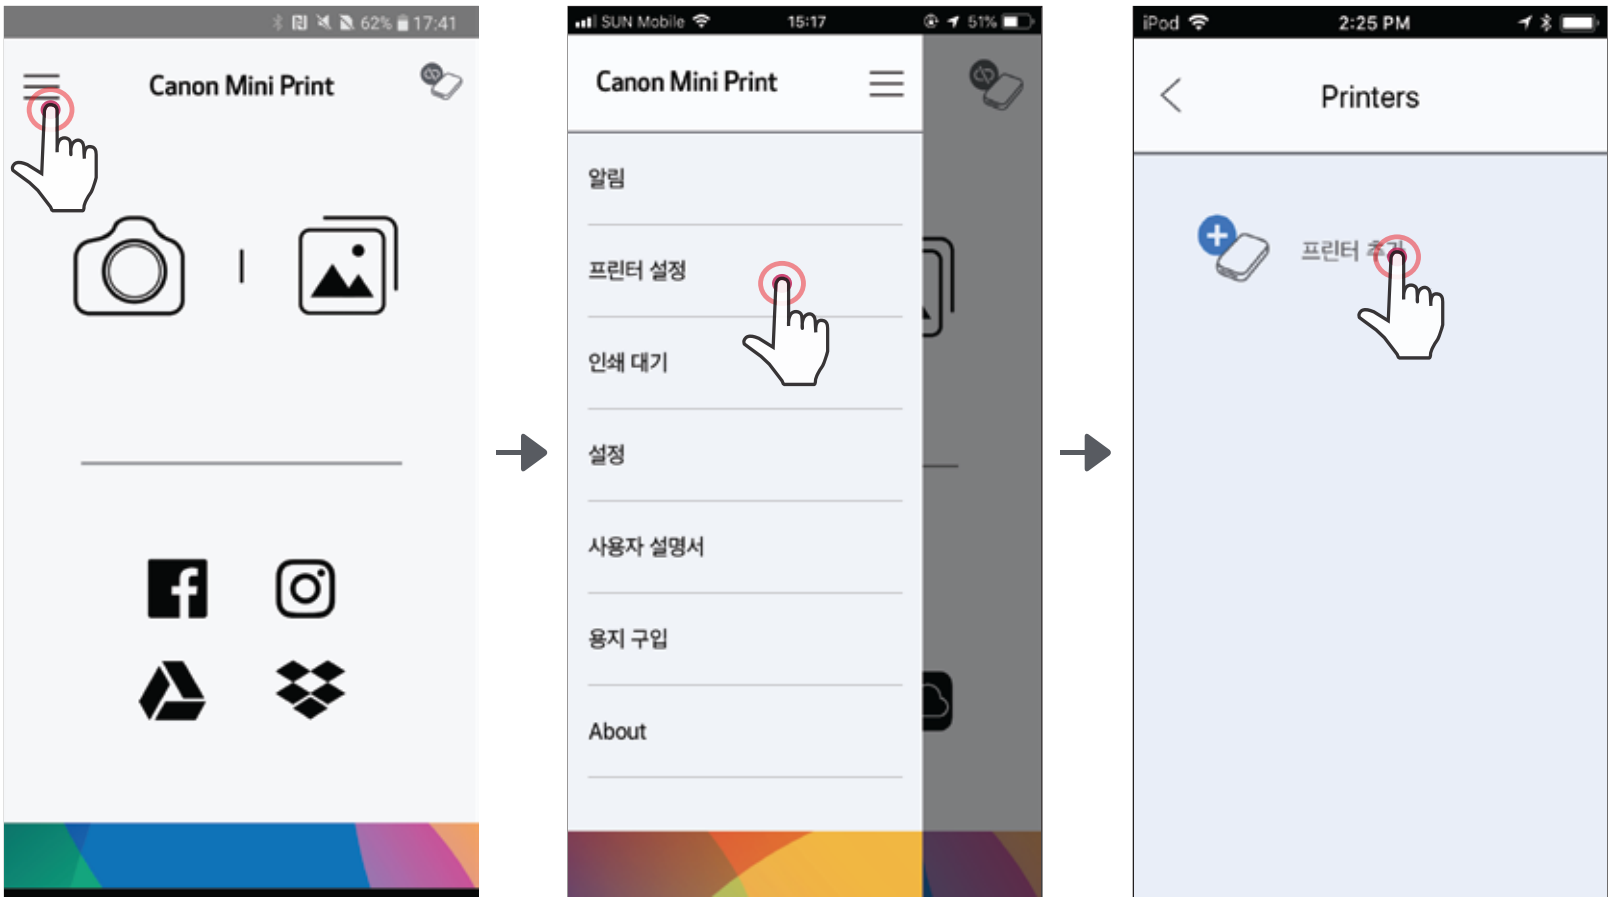 62% 17:41
Canon Mini Print
SUN Mobile 15:17 51%
Canon Mini Print
알림
프린터 설정
인쇄 대기
설정
사용자 설명서
용지 구입
About
iPod 2:25 PM
Printers
프린터 추가